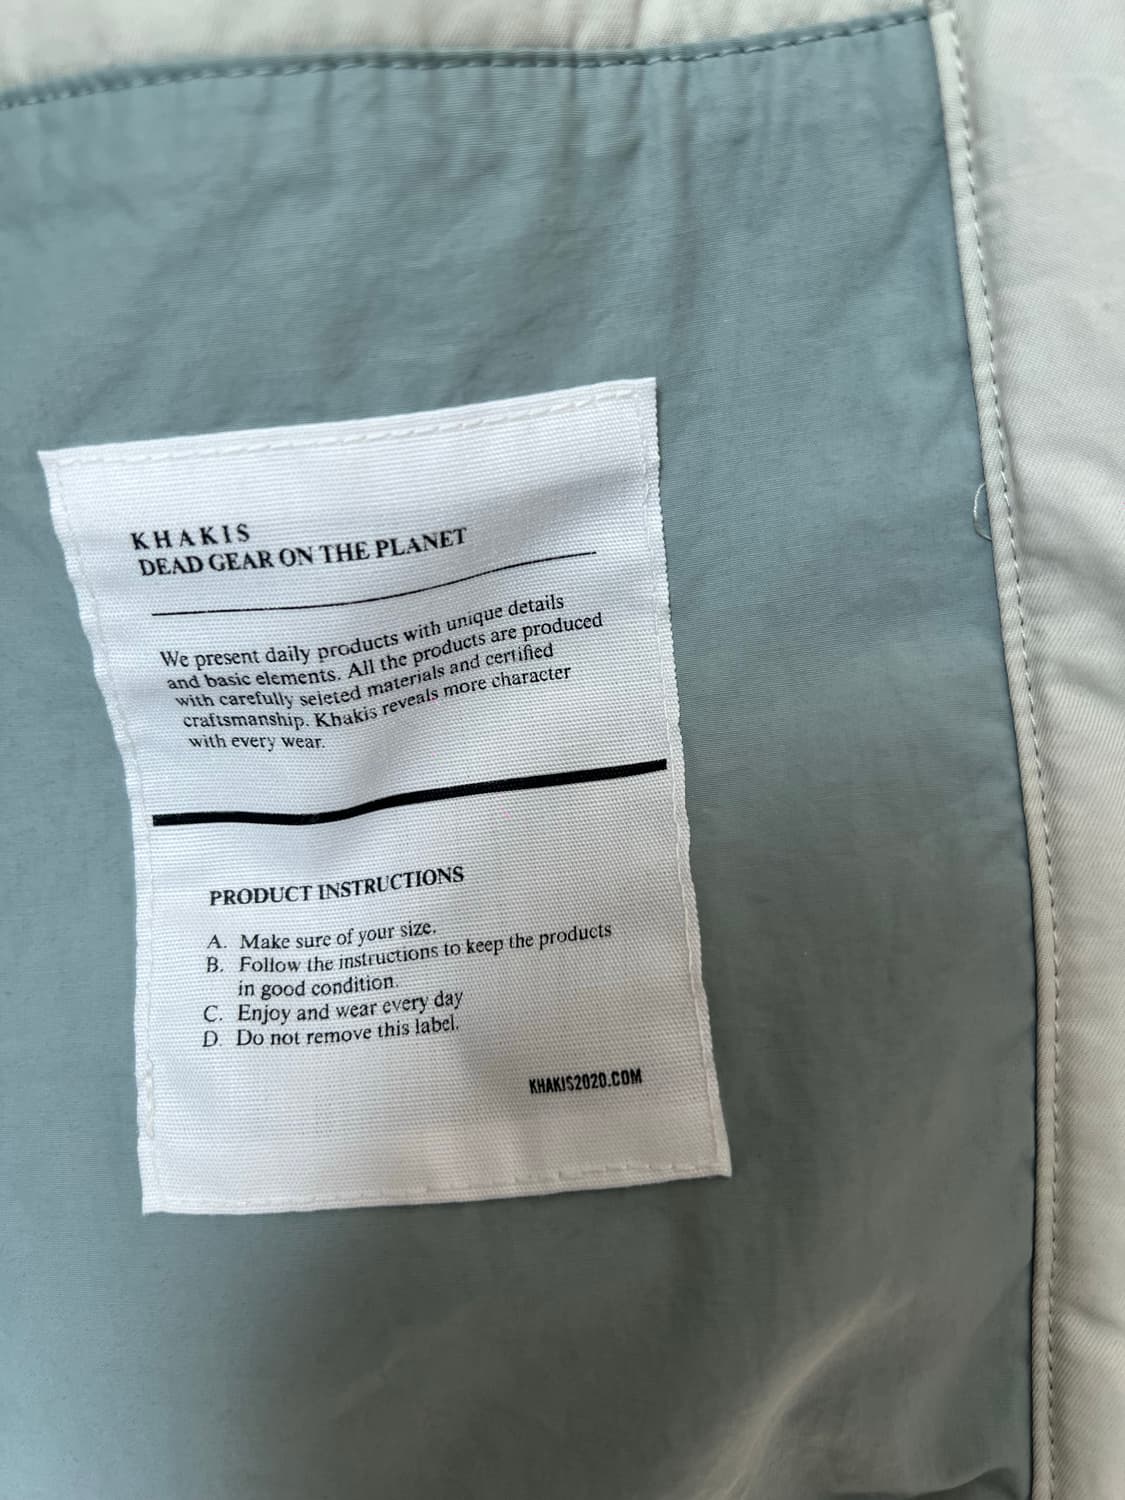 KHAKIS
DEAD GEAR ON THE PLANET
We present daily products with unique details
and basic elements. All the products are produced
with carefully seleted materials and certified
craftsmanship. Khakis reveals more character
with every wear.
PRODUCT INSTRUCTIONS
A. Make sure of your size.
B. Follow the instructions to keep the products
in good condition.
C. Enjoy and wear every day
D. Do not remove this label.
KHAKIS2020.COM